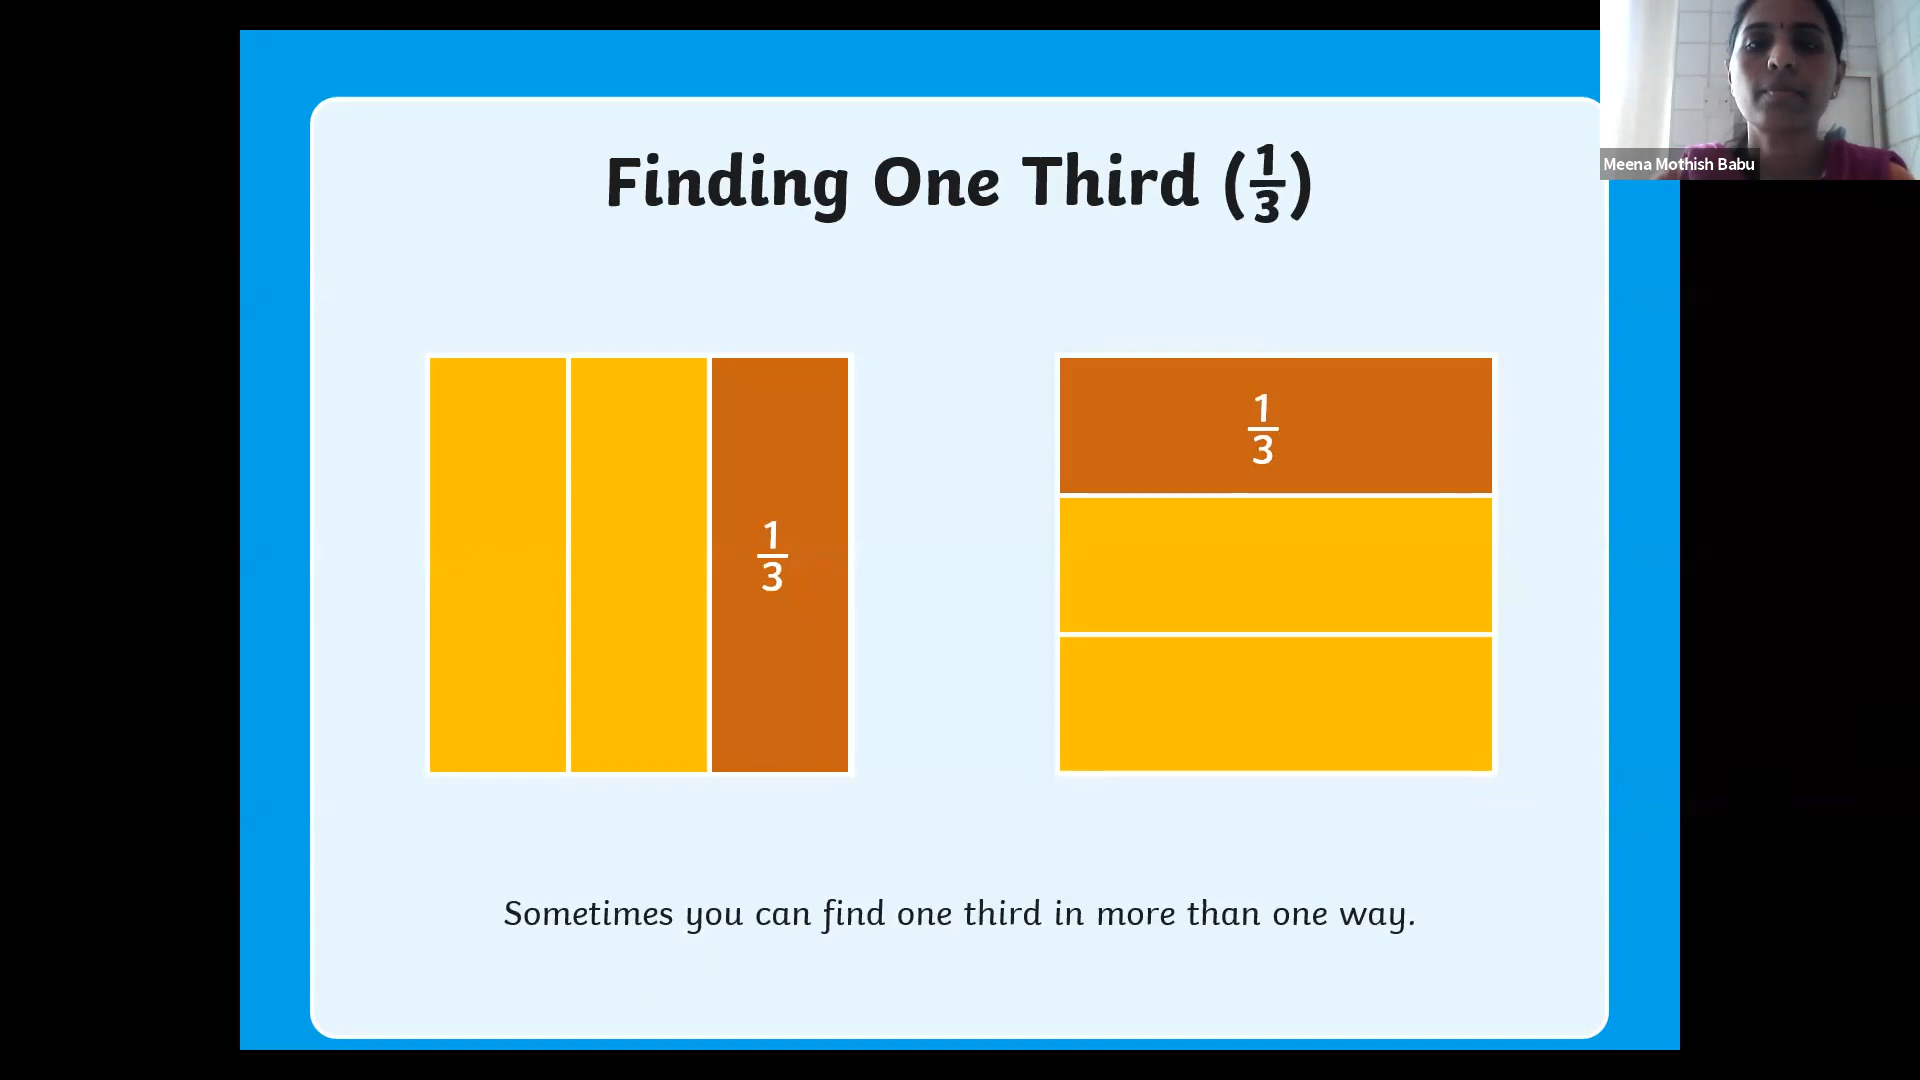 Finding One Third (1/3)
Meena Mothish Babu
1/3
1/3
Sometimes you can find one third in more than one way.